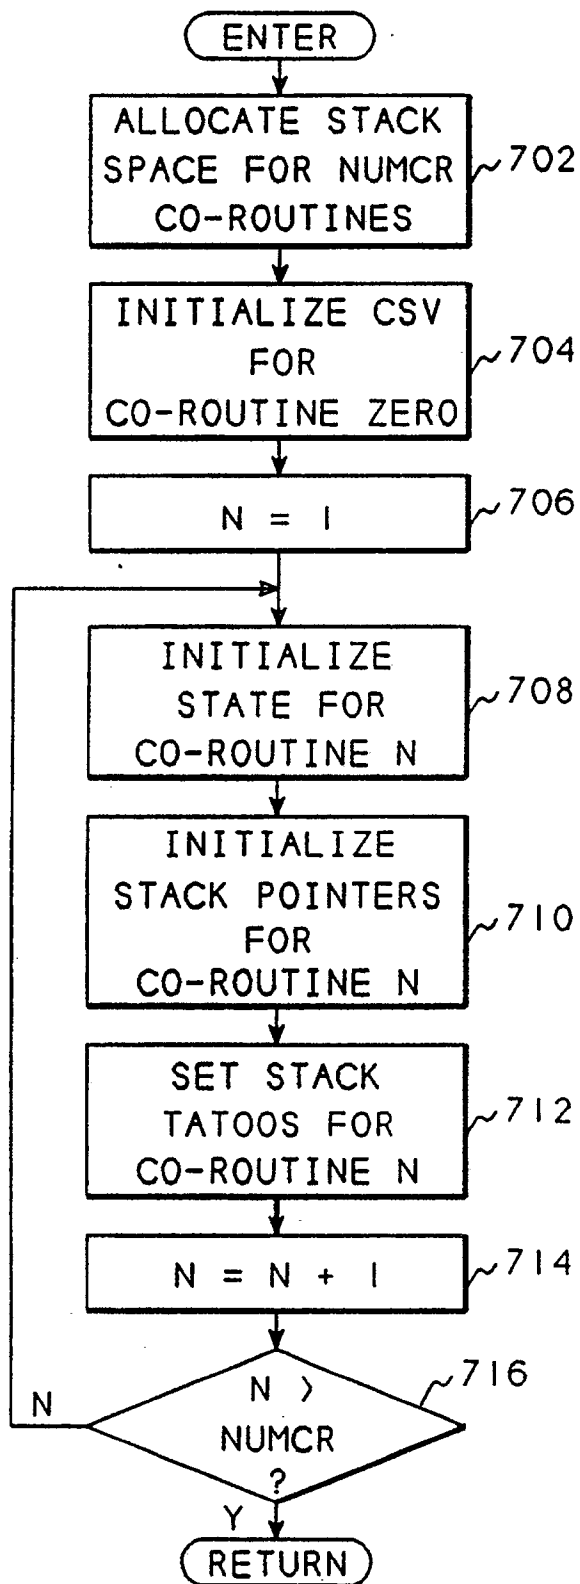 ENTER
ALLOCATE STACK
SPACE FOR NUMCR
CO-ROUTINES
702
INITIALIZE CSV
FOR
CO-ROUTINE ZERO
704
N = 1
706
INITIALIZE
STATE FOR
CO-ROUTINE N
708
INITIALIZE
STACK POINTERS
FOR
CO-ROUTINE N
710
SET STACK
TATOOS FOR
CO-ROUTINE N
712
N = N + 1
714
N >
NUMCR
?
716
N
Y
RETURN